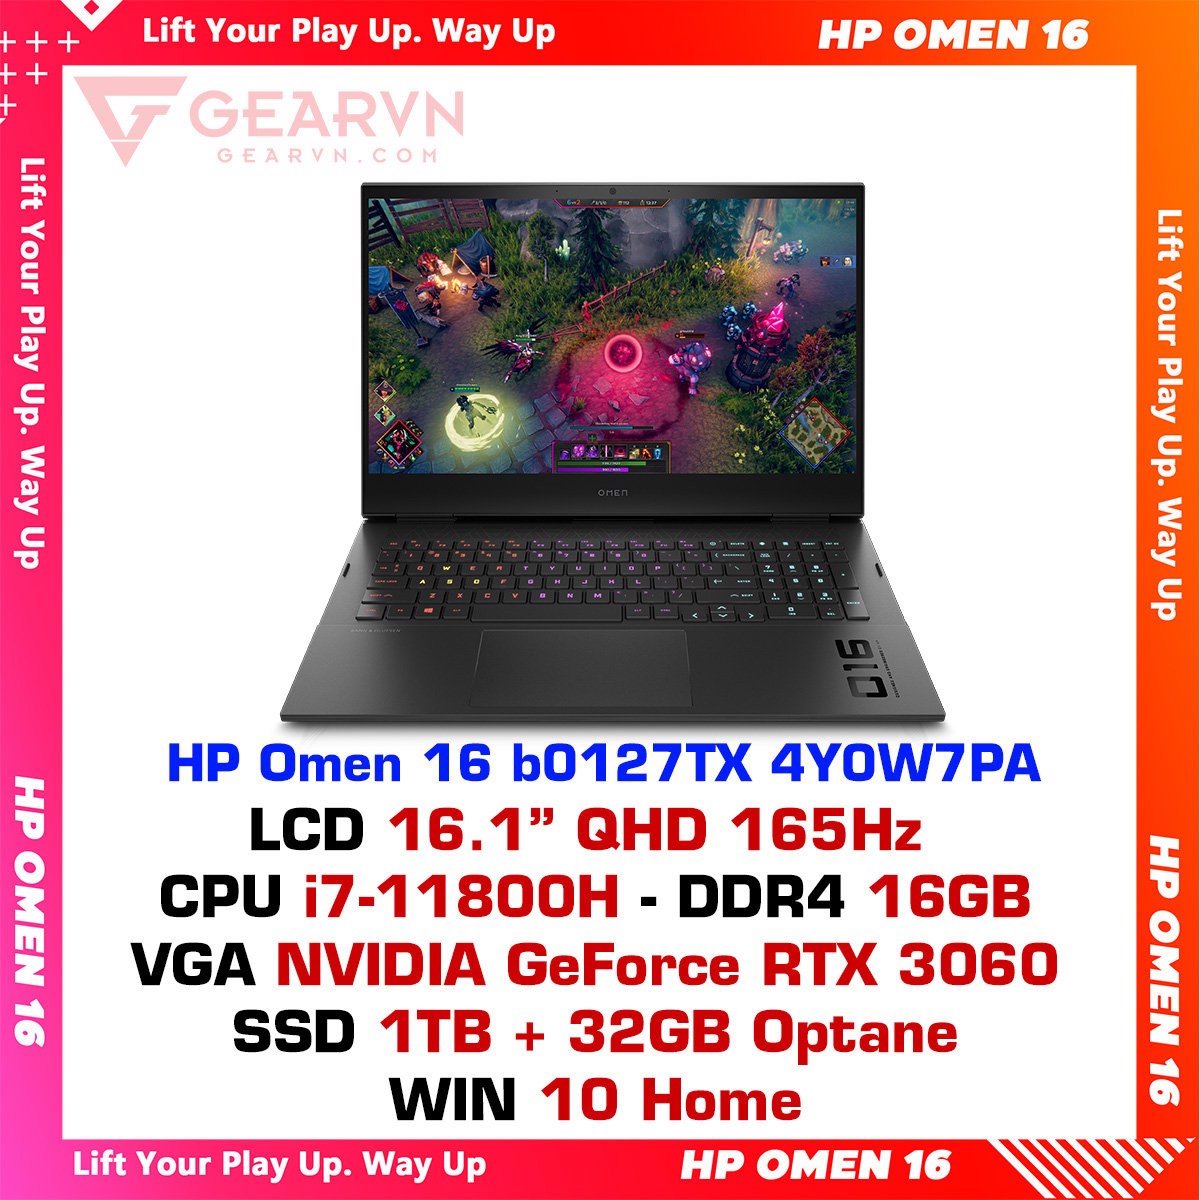 Lift Your Play Up. Way Up
HP OMEN 16
GEARVN
GEARVN.COM
Lift Your Play Up. Way Up
Lift Your Play Up. Way Up
OMEN
BANG & OLUFSEN
016
HP Omen 16 b0127TX 4Y0W7PA
LCD 16.1” QHD 165Hz
CPU i7-11800H - DDR4 16GB
VGA NVIDIA GeForce RTX 3060
SSD 1TB + 32GB Optane
WIN 10 Home
HP OMEN 16
HP OMEN 16
Lift Your Play Up. Way Up
HP OMEN 16